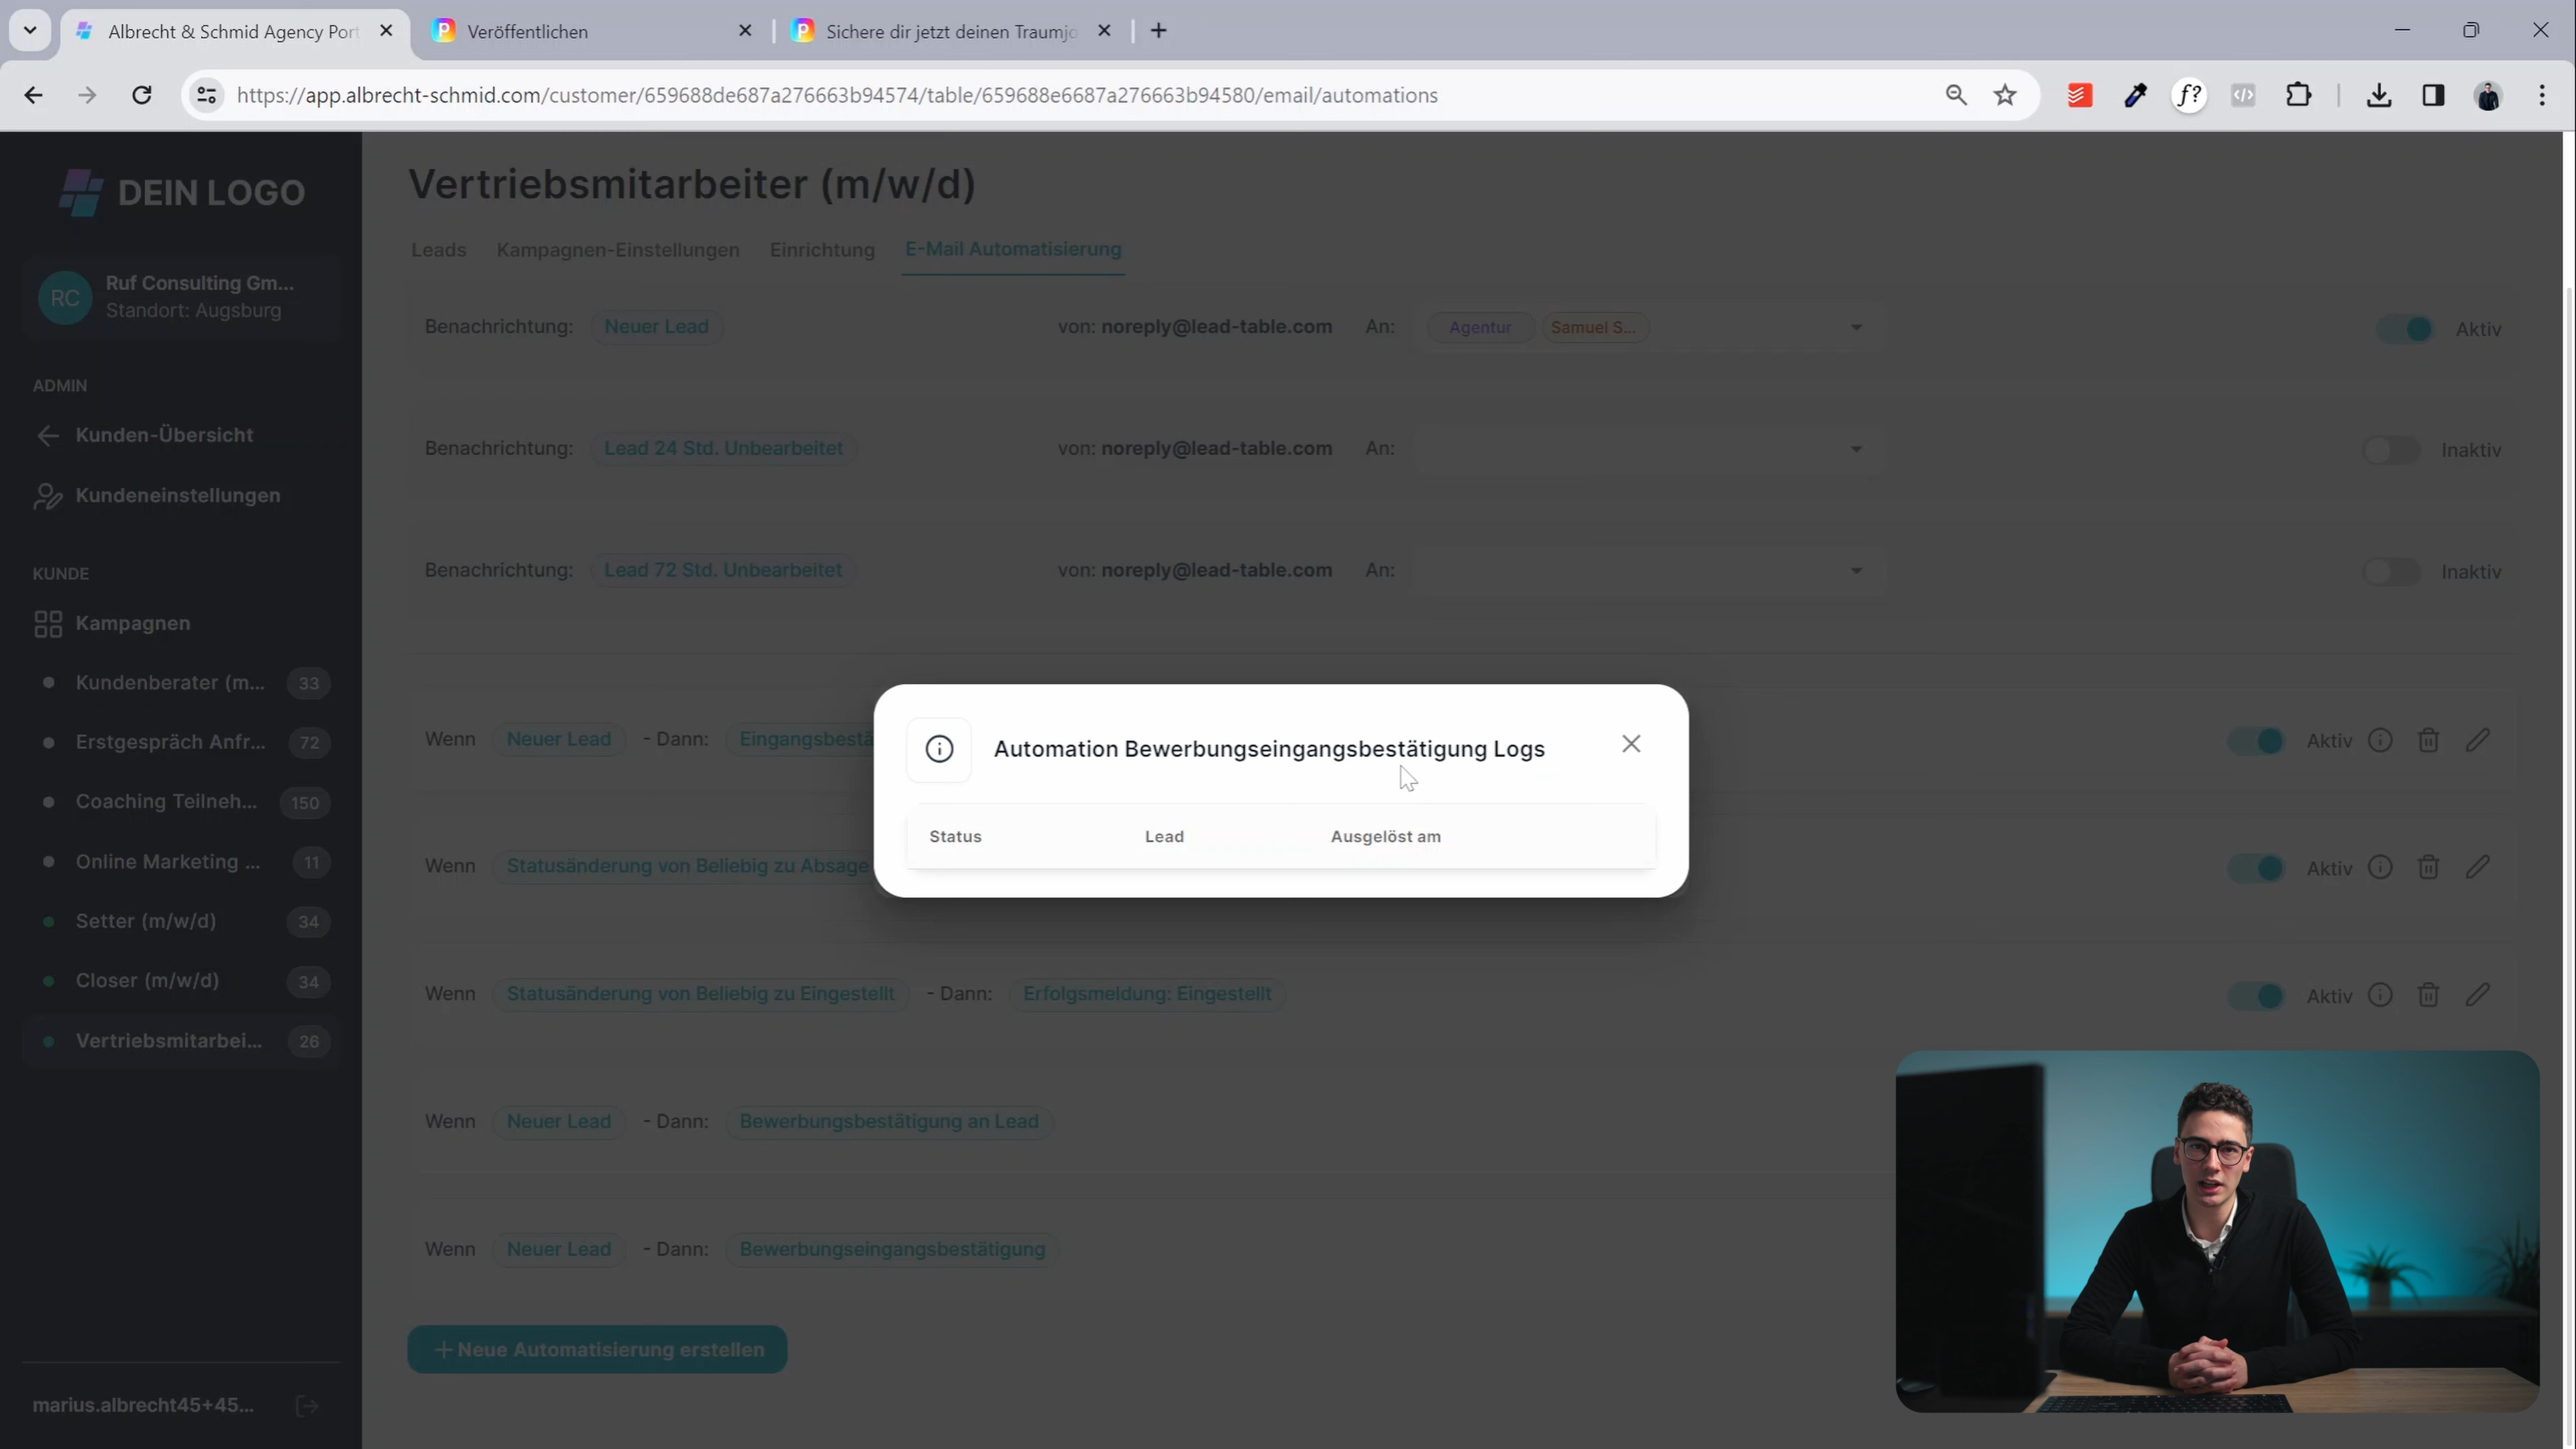 Albrecht & Schmid Agency Port
Veröffentlichen
Sichere dir jetzt deinen Traumjo
https://app.albrecht-schmid.com/customer/659688de687a276663b94574/table/659688e6687a276663b94580/email/automations
f?
DEIN LOGO
RC
Ruf Consulting Gm...
Standort: Augsburg
ADMIN
Kunden-Übersicht
Kundeneinstellungen
KUNDE
Kampagnen
Kundenberater (m... 33
Erstgespräch Anfr... 72
Coaching Teilneh... 150
Online Marketing ... 11
Setter (m/w/d) 34
Closer (m/w/d) 34
Vertriebsmitarbei... 26
marius.albrecht45+45...
Vertriebsmitarbeiter (m/w/d)
Leads Kampagnen-Einstellungen Einrichtung E-Mail Automatisierung
Benachrichtung: Neuer Lead von: noreply@lead-table.com An: Agentur Samuel S... Aktiv
Benachrichtung: Lead 24 Std. Unbearbeitet von: noreply@lead-table.com An: Inaktiv
Benachrichtung: Lead 72 Std. Unbearbeitet von: noreply@lead-table.com An: Inaktiv
Wenn Neuer Lead - Dann: Eingangsbestä Aktiv
Automation Bewerbungseingangsbestätigung Logs
Status Lead Ausgelöst am
Wenn Statusänderung von Beliebig zu Absage Aktiv
Wenn Statusänderung von Beliebig zu Eingestellt - Dann: Erfolgsmeldung: Eingestellt Aktiv
Wenn Neuer Lead - Dann: Bewerbungsbestätigung an Lead
Wenn Neuer Lead - Dann: Bewerbungseingangsbestätigung
+ Neue Automatisierung erstellen